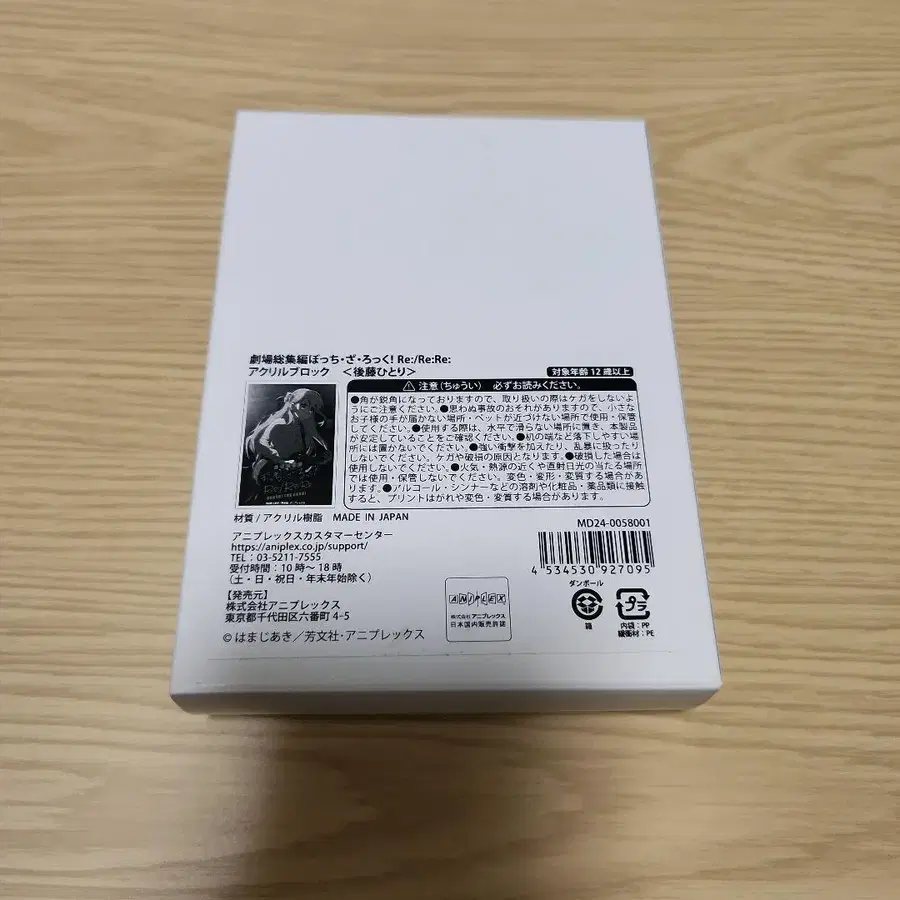 劇場総集編ぼっち・ざ・ろっく! Re:/Re:Re:
アクリルブロック <後藤ひとり>
対象年齢12歳以上
注意(ちゅうい) 必ずお読みください。
●角が鋭角になっておりますので、取り扱いの際はケガをしない
ようにご注意ください。●思わぬ事故のおそれがありますので、小さな
お子様の手が届かない場所・ペットが近づけない場所で使用・保管
してください。●使用する際は、水平で滑らない場所に置き、本製品
が安定していることをご確認ください。●机の端など落下しやすい場
所には置かないでください。●強い衝撃を加えたり、乱暴に扱ったり
しないでください。ケガや破損の原因となります。●破損した場合は
使用しないでください。●火気・熱源の近くや直射日光の当たる場所
では使用・保管しないでください。変色・変形・変質する場合があり
ます。●アルコール・シンナーなどの溶剤や化粧品・薬品類に接触
すると、プリントはがれや変色・変質する場合があります。
材質/アクリル樹脂 MADE IN JAPAN
MD24-0058001
アニプレックスカスタマーセンター
https://aniplex.co.jp/support/
TEL:03-5211-7555
受付時間:10時~18時
(土・日・祝日・年末年始除く)
4 534530 927095
【発売元】
株式会社アニプレックス
東京都千代田区六番町4-5
©はまじあき/芳文社・アニプレックス
ANIPLEX
株式会社アニプレックス
日本国内販売許諾
ダンボール
箱
プラ
内袋:PP
緩衝材:PE